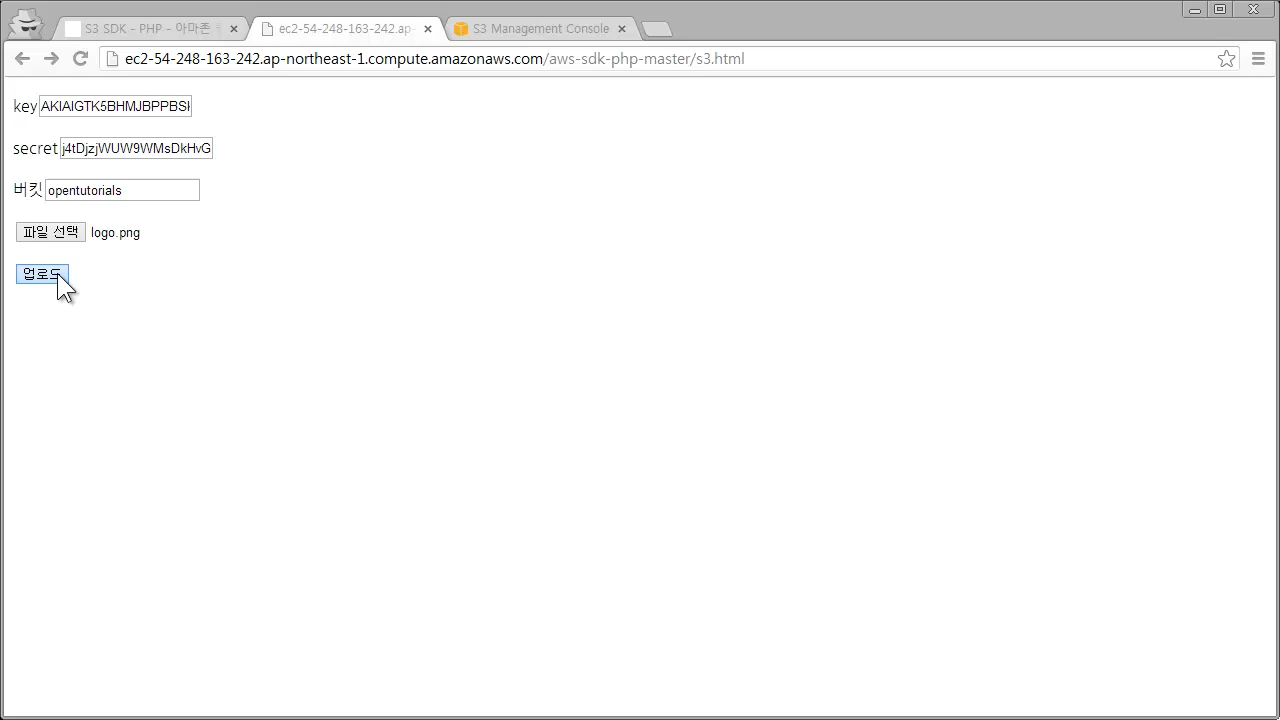 S3 SDK - PHP - 아마존
ec2-54-248-163-242.ap-
S3 Management Console
ec2-54-248-163-242.ap-northeast-1.compute.amazonaws.com/aws-sdk-php-master/s3.html
key AKIAIGTK5BHMJBPPBS
secret j4tDjzjWUW9WMsDkHvG
버킷 opentutorials
파일 선택 logo.png
업로드